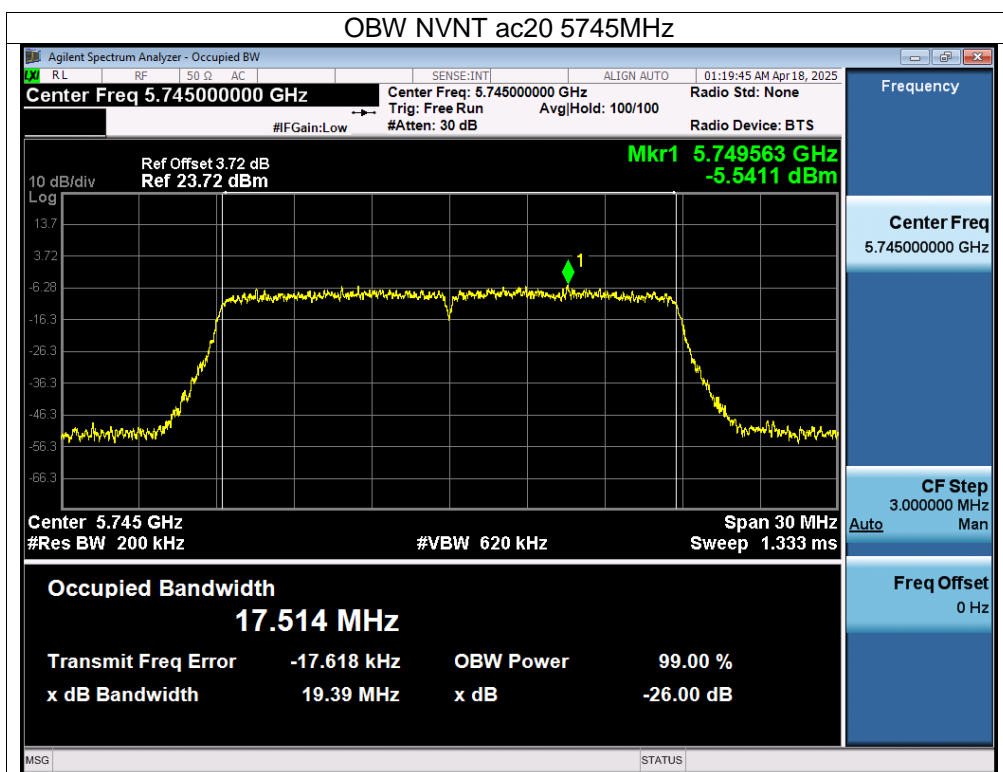 OBW NVNT ac20 5745MHz
Agilent Spectrum Analyzer - Occupied BW
LXI RL RF 50 Ω AC SENSE:INT ALIGN AUTO 01:19:45 AM Apr 18, 2025
Center Freq 5.745000000 GHz
Center Freq: 5.745000000 GHz Radio Std: None
Trig: Free Run Avg|Hold: 100/100
#IFGain:Low #Atten: 30 dB Radio Device: BTS
Frequency
Mkr1 5.749563 GHz
-5.5411 dBm
Ref Offset 3.72 dB
10 dB/div Ref 23.72 dBm
Log
13.7
3.72
-6.28
-16.3
-26.3
-36.3
-46.3
-56.3
-66.3
1
Center 5.745 GHz Span 30 MHz
#Res BW 200 kHz #VBW 620 kHz Sweep 1.333 ms
Center Freq
5.745000000 GHz
CF Step
3.000000 MHz
Auto Man
Freq Offset
0 Hz
Occupied Bandwidth
17.514 MHz
Transmit Freq Error -17.618 kHz OBW Power 99.00 %
x dB Bandwidth 19.39 MHz x dB -26.00 dB
MSG STATUS